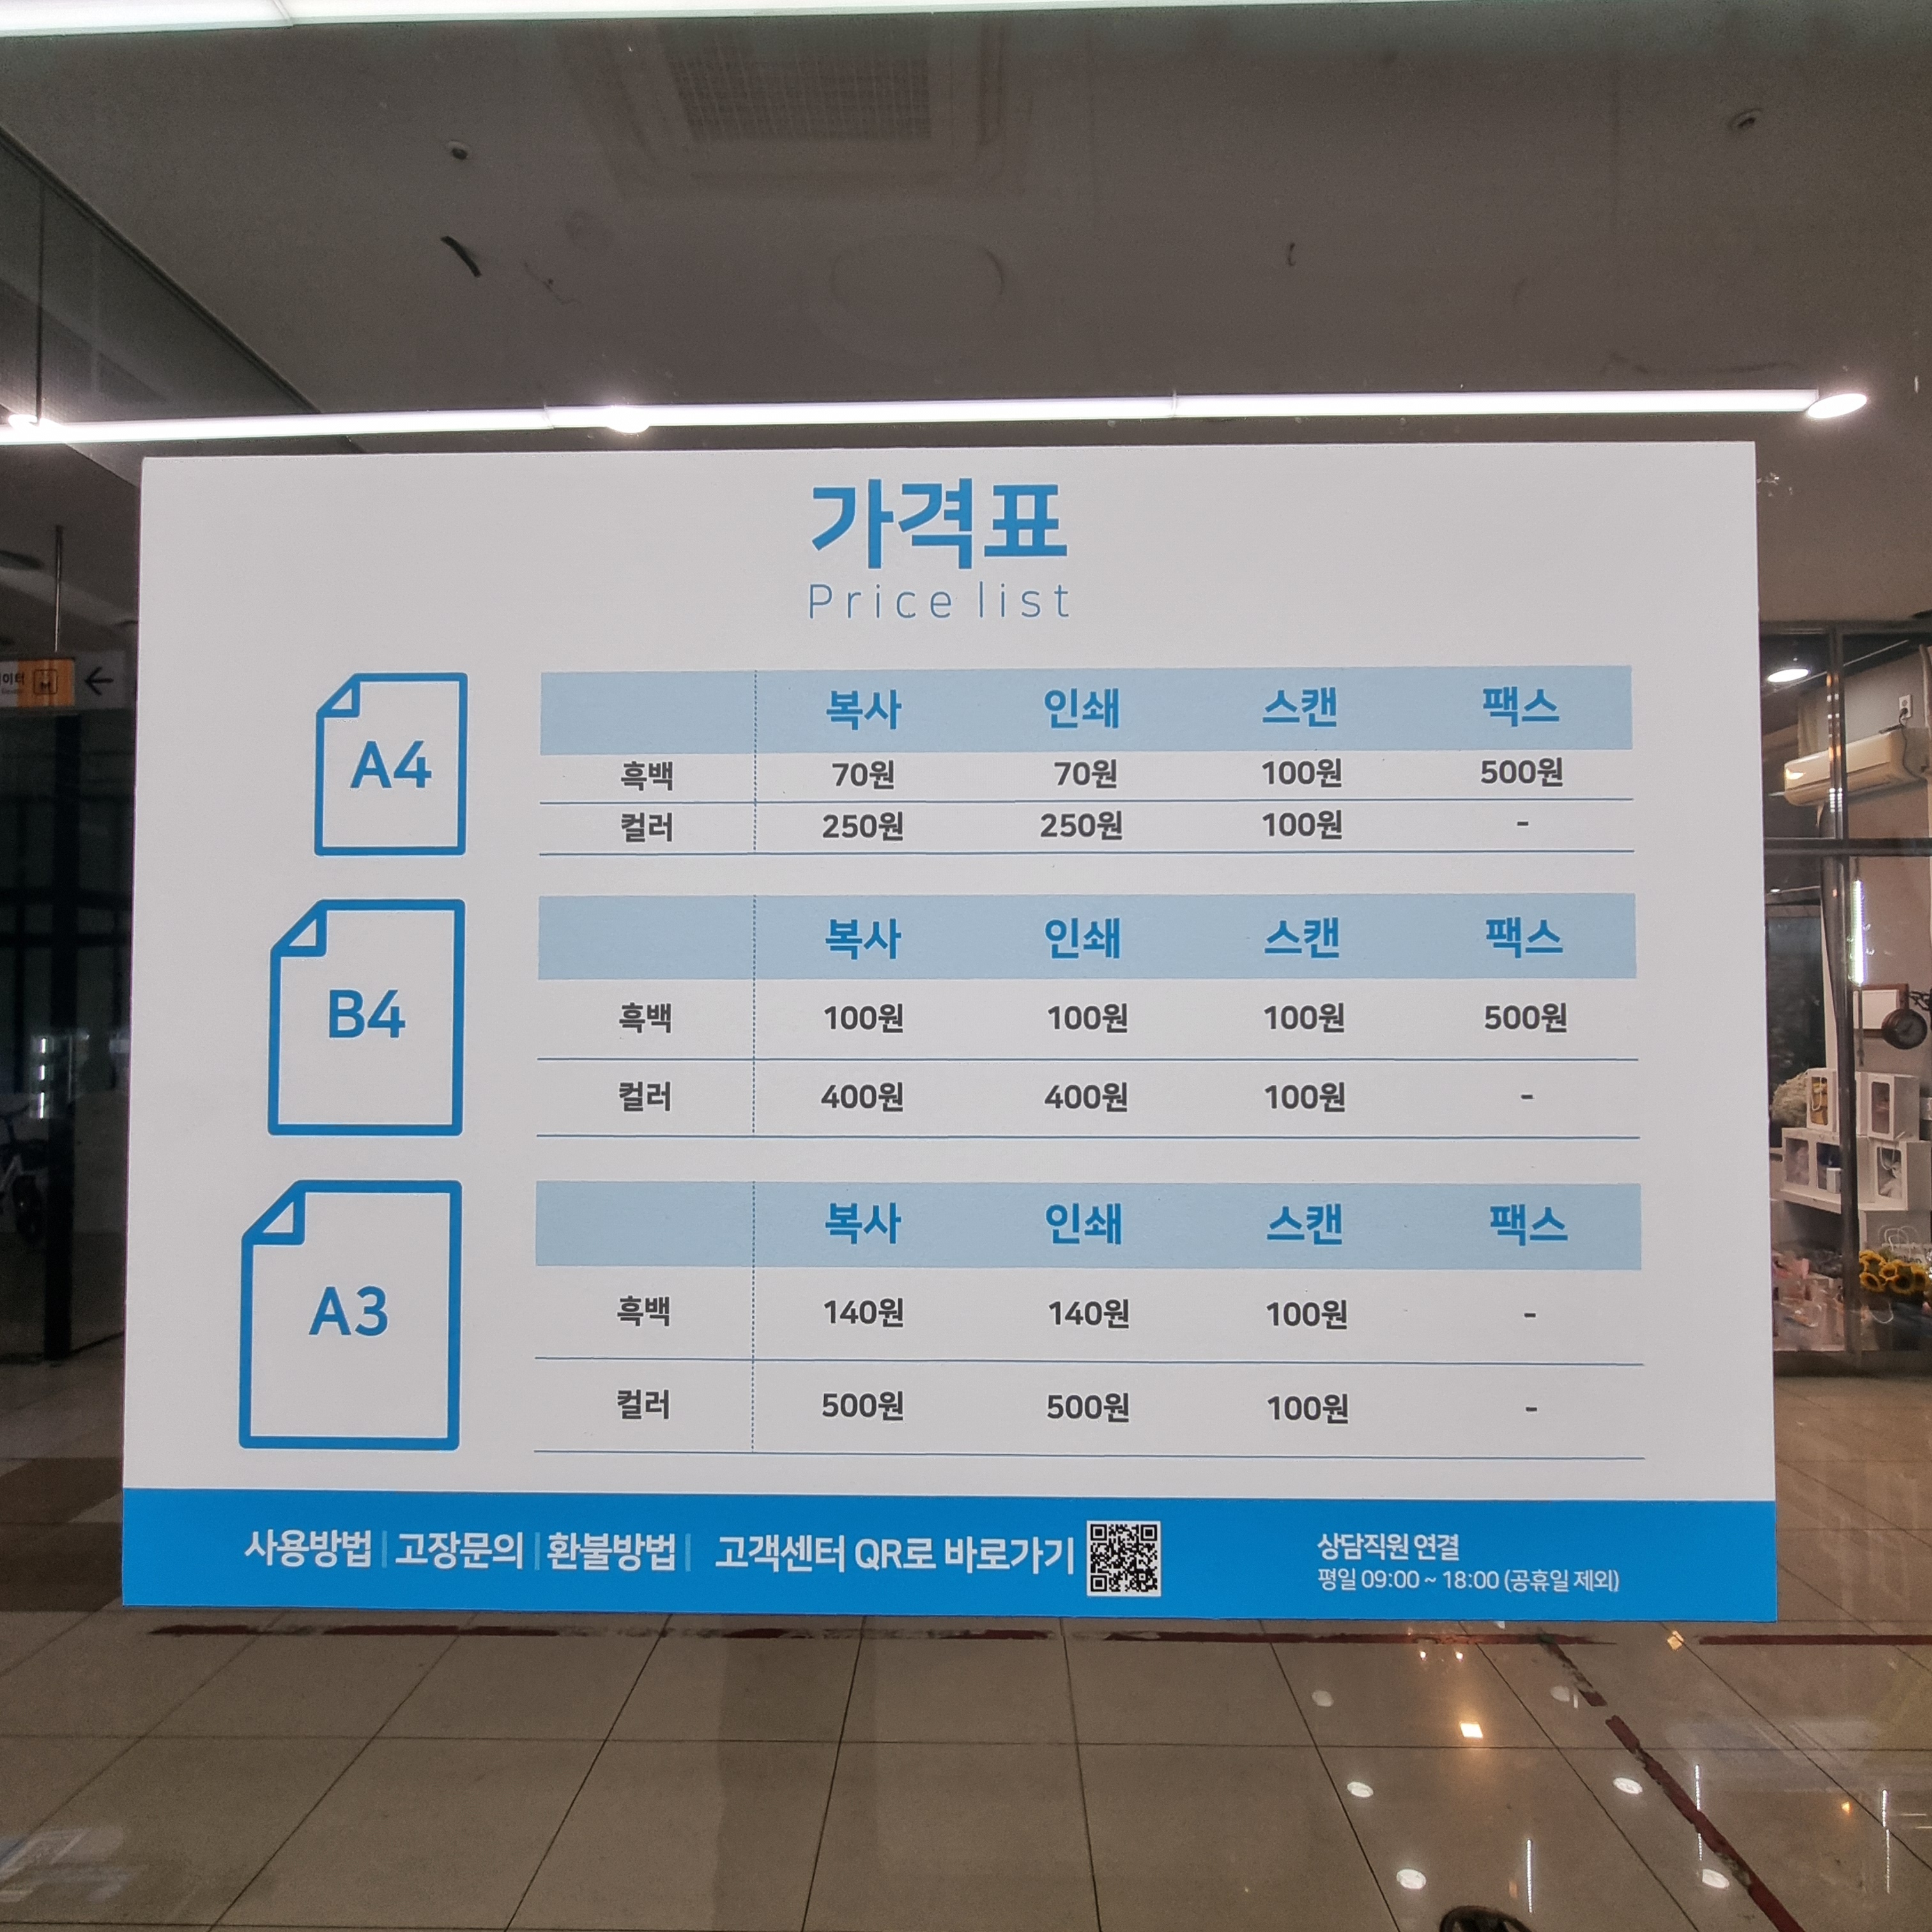 가격표
Price list
A4
복사 인쇄 스캔 팩스
흑백 70원 70원 100원 500원
컬러 250원 250원 100원 -
B4
복사 인쇄 스캔 팩스
흑백 100원 100원 100원 500원
컬러 400원 400원 100원 -
A3
복사 인쇄 스캔 팩스
흑백 140원 140원 100원 -
컬러 500원 500원 100원 -
사용방법 | 고장문의 | 환불방법 | 고객센터 QR로 바로가기
상담직원 연결
평일 09:00 ~ 18:00 (공휴일 제외)